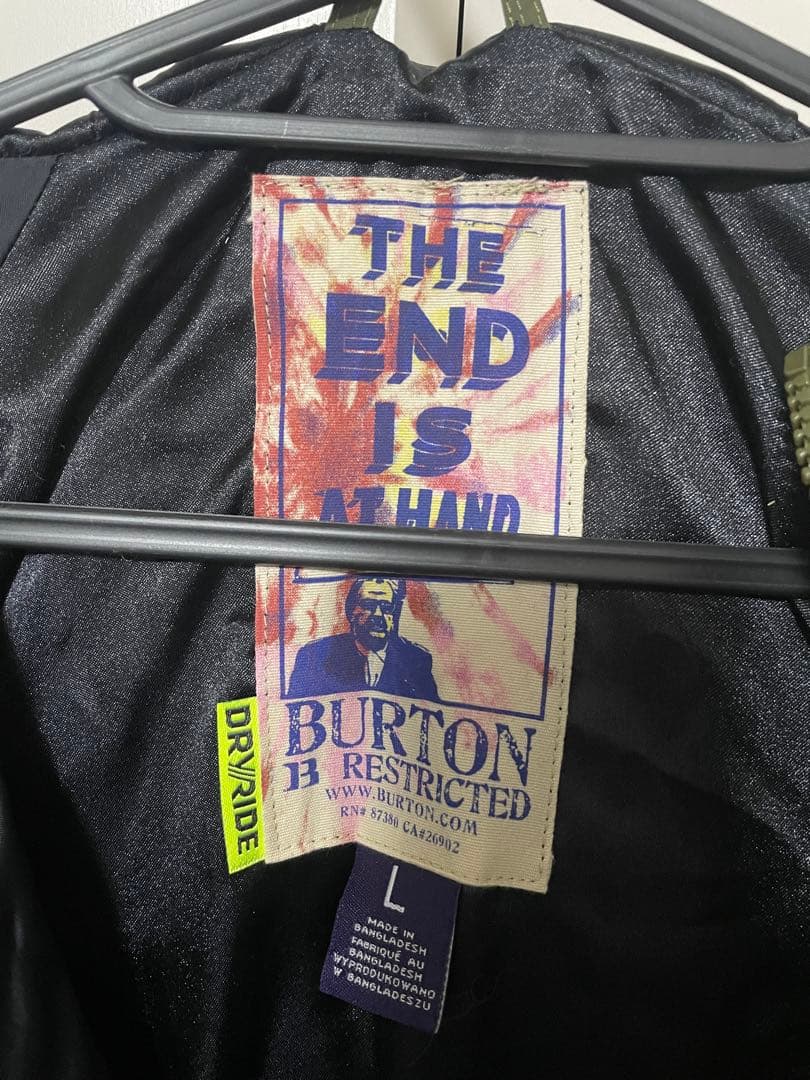 THE
END
IS
AT HAND
BURTON
B RESTRICTED
WWW.BURTON.COM
RN# 87380 CA#26902
DRY//RIDE
L
MADE IN
BANGLADESH
FABRIQUÉ AU
BANGLADESH
WYPRODUKOWANO
W BANGLADESZU